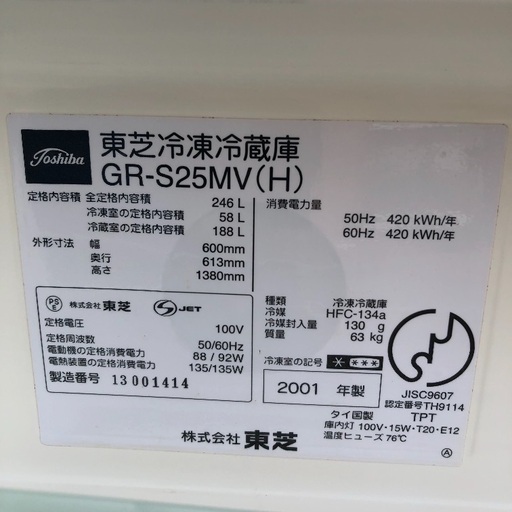 Toshiba
東芝冷凍冷蔵庫
GR-S25MV(H)
定格内容積 全定格内容積 246 L
冷凍室の定格内容積 58 L
冷蔵室の定格内容積 188 L
外形寸法 幅 600mm
奥行 613mm
高さ 1380mm
消費電力量
50Hz 420 kWh/年
60Hz 420 kWh/年
PSE 株式会社 東芝 S JET
定格電圧 100V
定格周波数 50/60Hz
電動機の定格消費電力 88 / 92W
電熱装置の定格消費電力 135/135W
製造番号 13001414
種類 冷凍冷蔵庫
冷媒 HFC-134a
冷媒封入量 130 g
質量 63 kg
冷凍室の記号 ****
2001 年製
JISC9607
認定番号TH9114
TPT
タイ国製
庫内灯 100V・15W・T20・E12
温度ヒューズ 76℃
株式会社 東芝
A